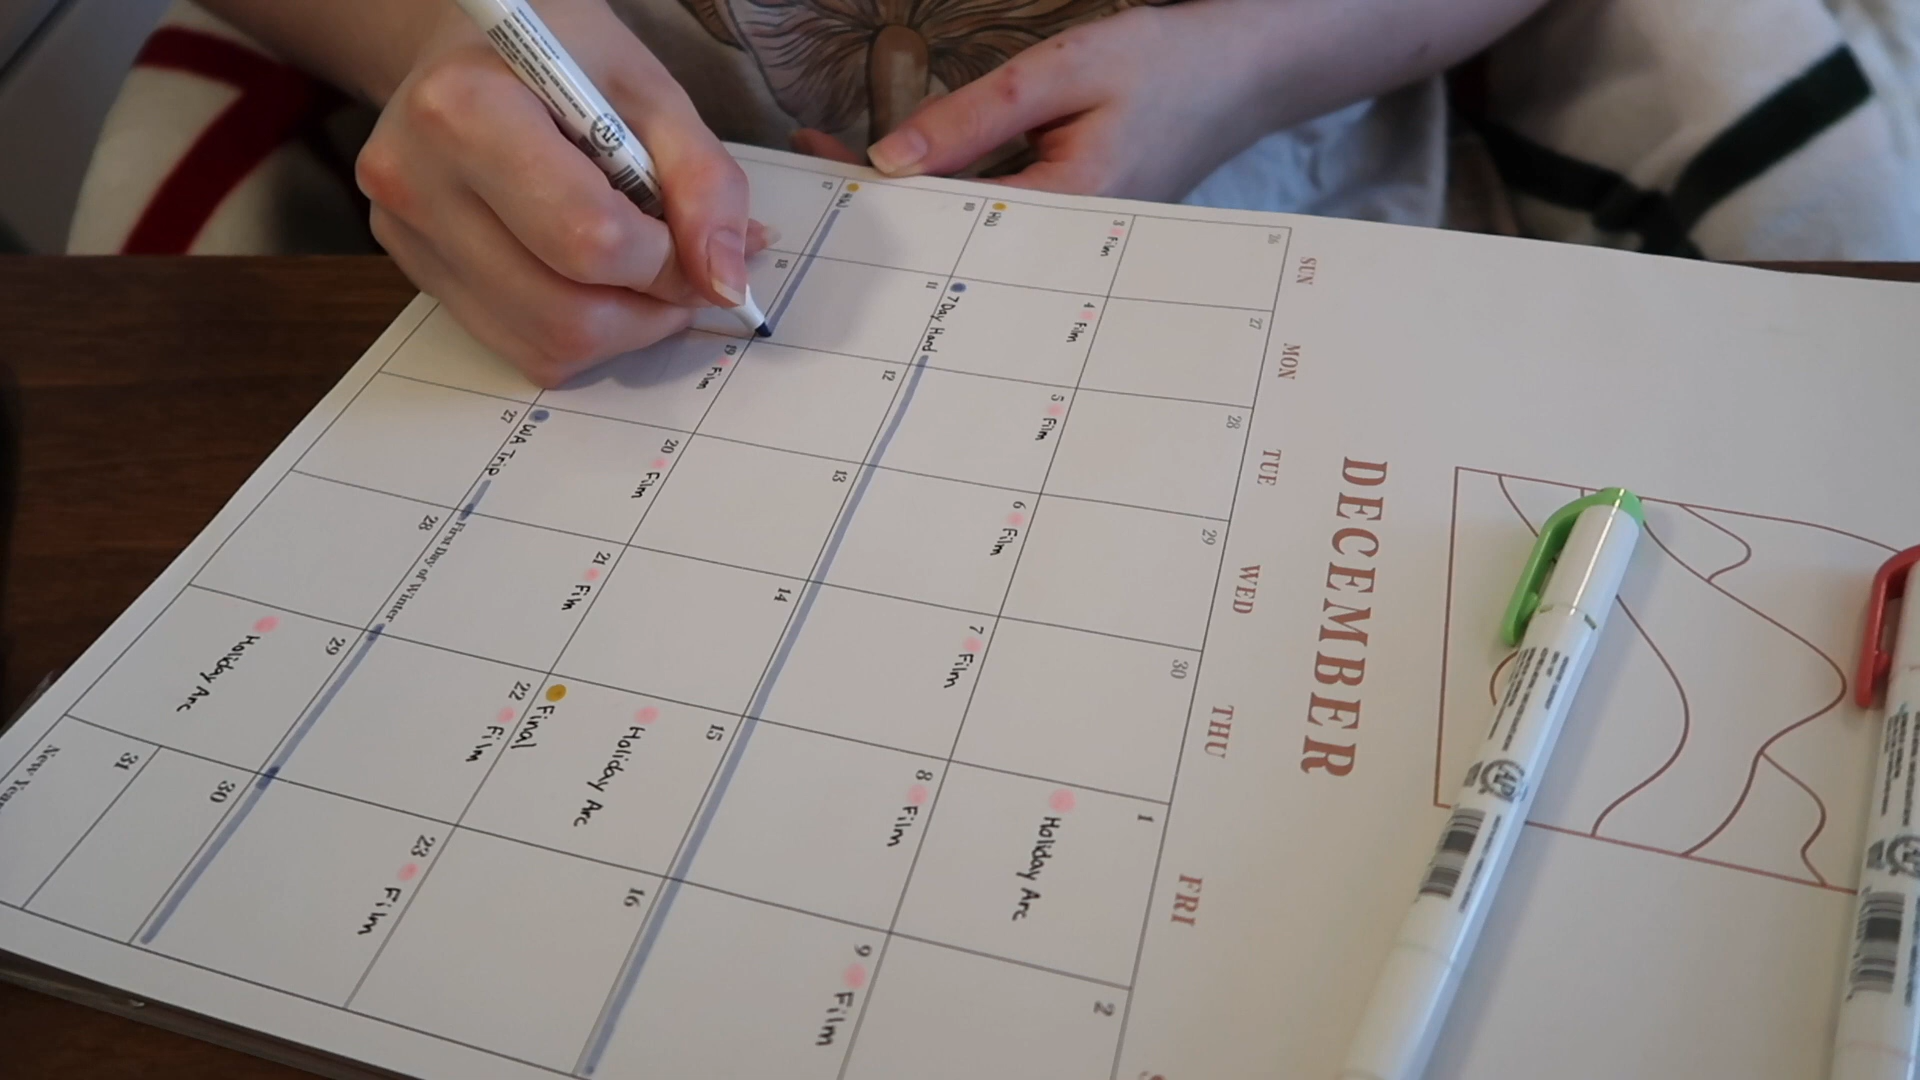 DECEMBER
SUN
MON
TUE
WED
THU
FRI
26
27
28
29
30
1
Holiday Arc
2
3 Film
4 Film
5 Film
6 Film
7 Film
8 Film
9 Film
10
11
7 Day Hard
12
13
14
15
Holiday Arc
Final
16
17
18
19 Film
20 Film
21 Film
22 Film
23 Film
WA Trip
First Day of Winter
27
28
29
Holiday Arc
30
31